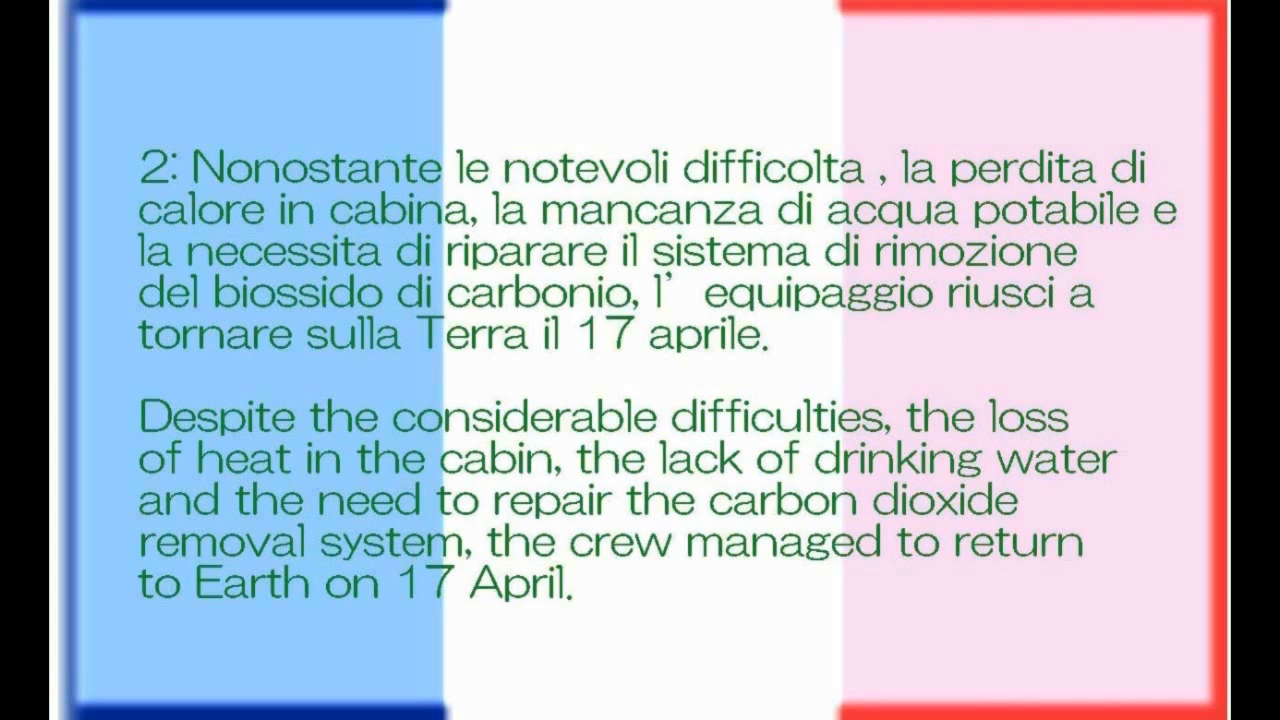 2: Nonostante le notevoli difficolta , la perdita di
calore in cabina, la mancanza di acqua potabile e
la necessita di riparare il sistema di rimozione
del biossido di carbonio, l’ equipaggio riusci a
tornare sulla Terra il 17 aprile.
Despite the considerable difficulties, the loss
of heat in the cabin, the lack of drinking water
and the need to repair the carbon dioxide
removal system, the crew managed to return
to Earth on 17 April.